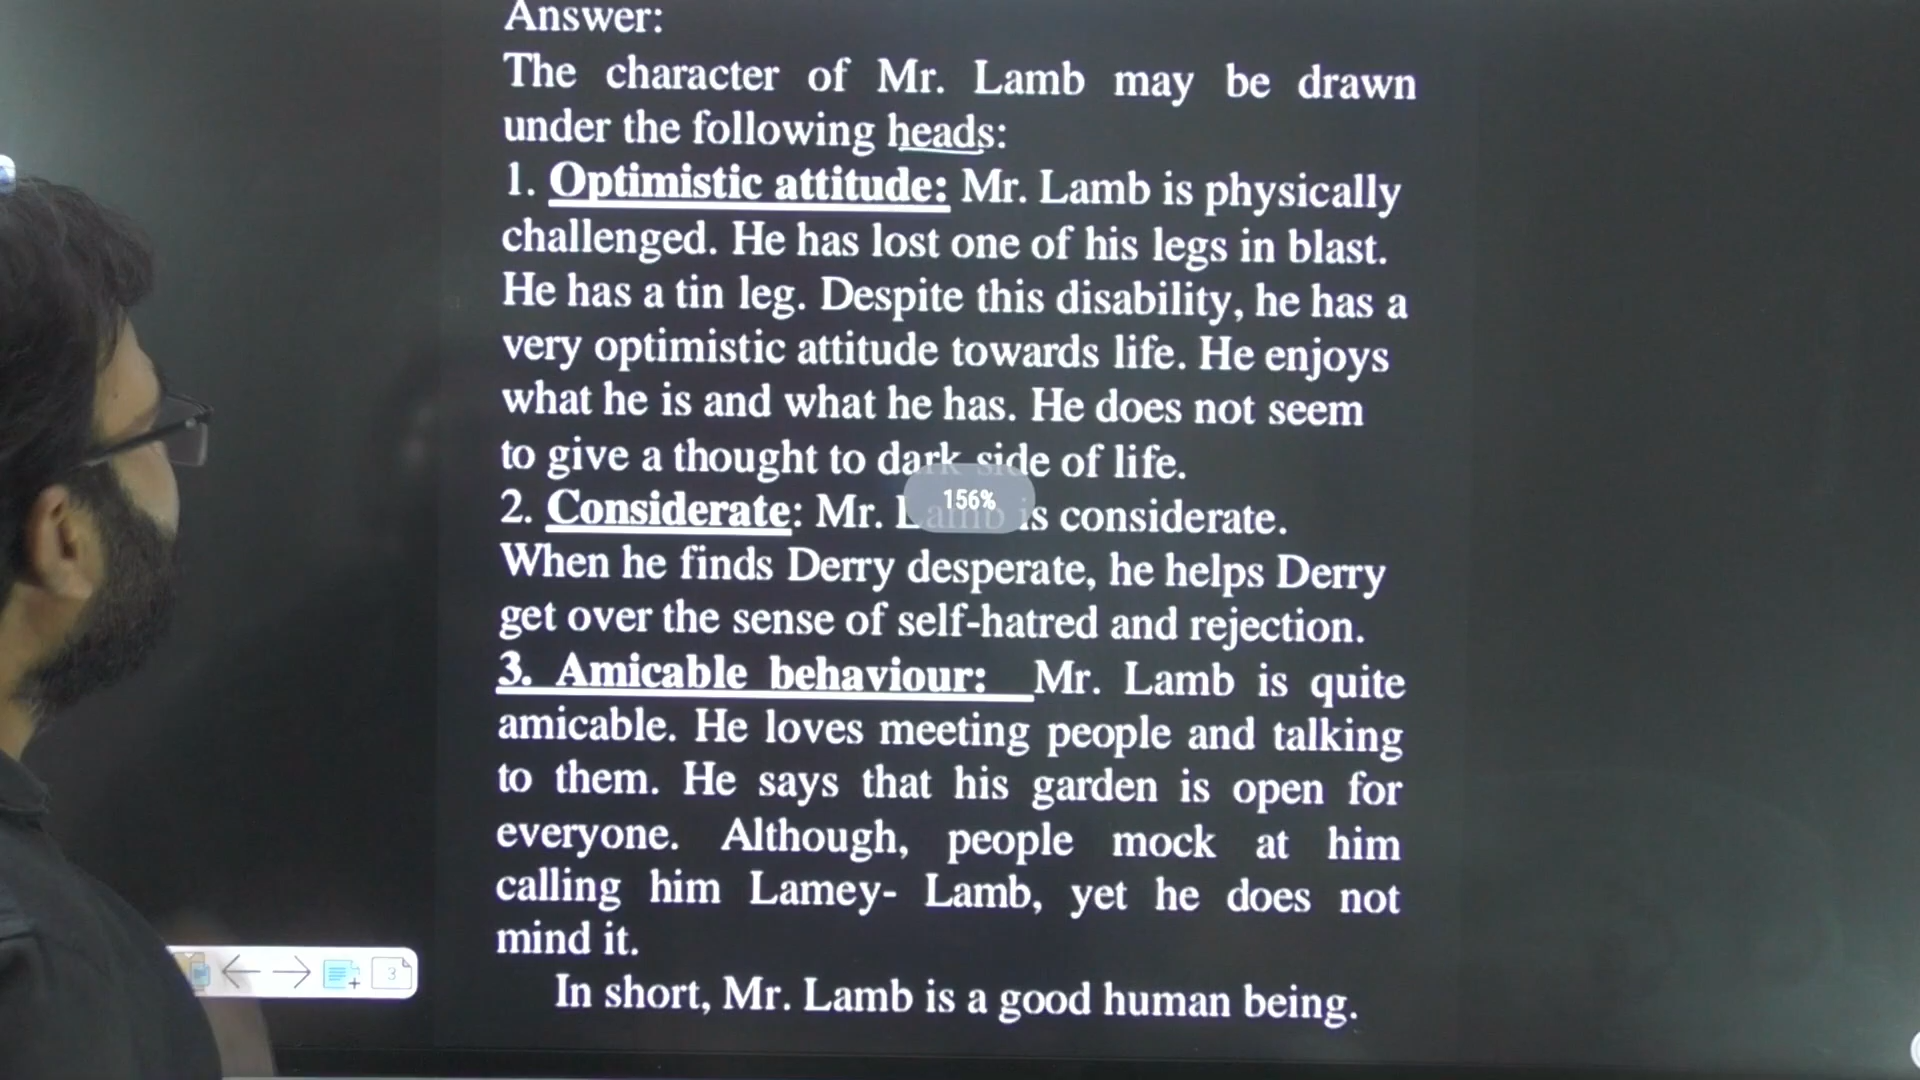 Answer:
The character of Mr. Lamb may be drawn
under the following heads:
1. Optimistic attitude: Mr. Lamb is physically
challenged. He has lost one of his legs in blast.
He has a tin leg. Despite this disability, he has a
very optimistic attitude towards life. He enjoys
what he is and what he has. He does not seem
to give a thought to dark side of life.
156%
2. Considerate: Mr. Lamb is considerate.
When he finds Derry desperate, he helps Derry
get over the sense of self-hatred and rejection.
3. Amicable behaviour: Mr. Lamb is quite
amicable. He loves meeting people and talking
to them. He says that his garden is open for
everyone. Although, people mock at him
calling him Lamey- Lamb, yet he does not
mind it.
3
In short, Mr. Lamb is a good human being.